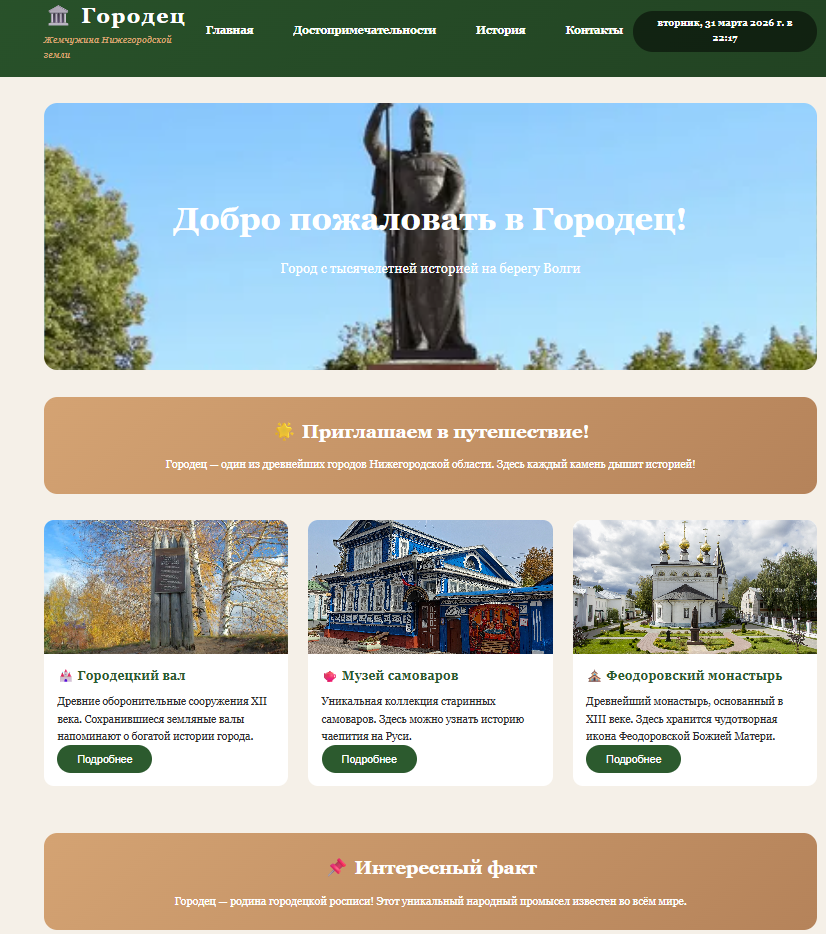 Городец
Жемчужина Нижегородской
земли
Главная
Достопримечательности
История
Контакты
вторник, 31 марта 2026 г. в
22:17
Добро пожаловать в Городец!
Город с тысячелетней историей на берегу Волги
Приглашаем в путешествие!
Городец — один из древнейших городов Нижегородской области. Здесь каждый камень дышит историей!
Городецкий вал
Древние оборонительные сооружения XII
века. Сохранившиеся земляные валы
напоминают о богатой истории города.
Подробнее
Музей самоваров
Уникальная коллекция старинных
самоваров. Здесь можно узнать историю
чаепития на Руси.
Подробнее
Феодоровский монастырь
Древнейший монастырь, основанный в
XIII веке. Здесь хранится чудотворная
икона Феодоровской Божией Матери.
Подробнее
Интересный факт
Городец — родина городецкой росписи! Этот уникальный народный промысел известен во всём мире.